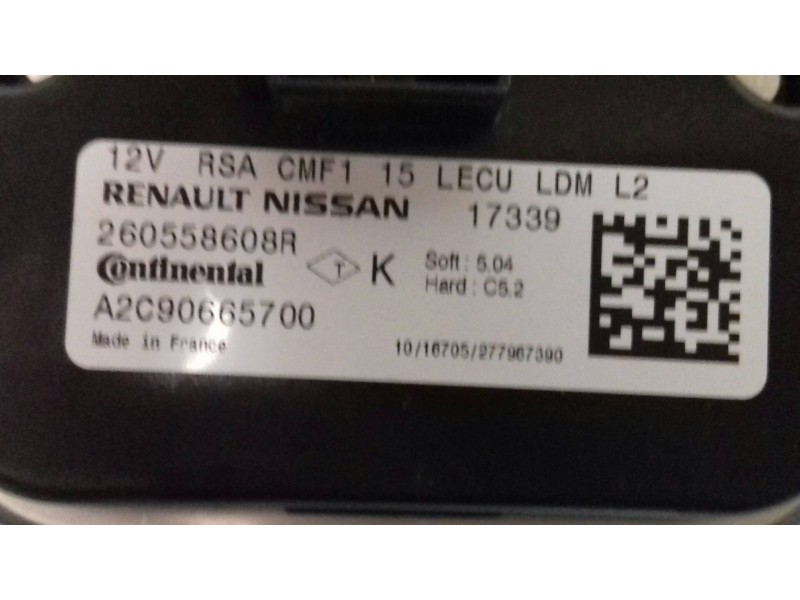 12V RSA CMF1 15 LECU LDM L2
RENAULT NISSAN 17339
260558608R
Continental T K Soft : 5.04
Hard : C5.2
A2C90665700
Made in France 10/16705/277967390